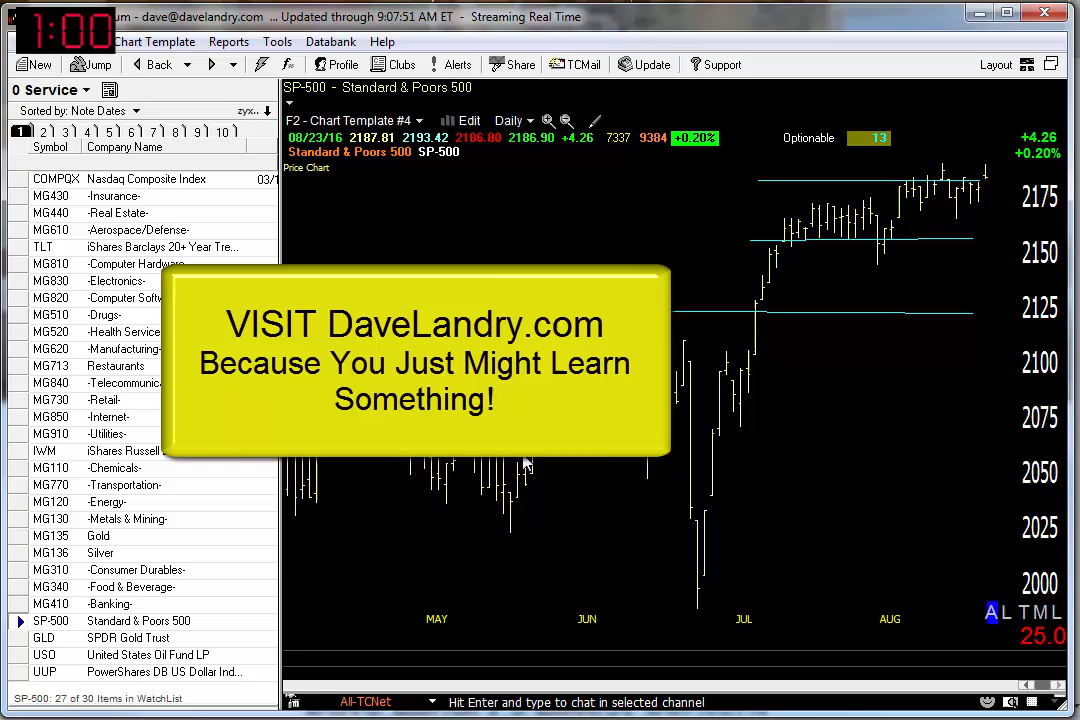 1:00
um - dave@davelandry.com ... Updated through 9:07:51 AM ET - Streaming Real Time
Chart Template Reports Tools Databank Help
New Jump Back Profile Clubs Alerts Share TCMail Update Support Layout
0 Service
SP-500 - Standard & Poors 500
Sorted by: Note Dates zyx..
F2 - Chart Template #4 Edit Daily
1 2 3 4 5 6 7 8 9 10
08/23/16 2187.81 2193.42 2186.80 2186.90 +4.26 7337 9384 +0.20% Optionable 13 +4.26
+0.20%
Symbol Company Name
Standard & Poors 500 SP-500
Price Chart
COMPQX Nasdaq Composite Index 03/1
MG430 -Insurance-
MG440 -Real Estate-
MG610 -Aerospace/Defense-
TLT iShares Barclays 20+ Year Tre...
MG810 -Computer Hardware-
MG830 -Electronics-
MG820 -Computer Softw
MG510 -Drugs-
MG520 -Health Service
MG620 -Manufacturing-
MG713 Restaurants
MG840 -Telecommunic
MG730 -Retail-
MG850 -Internet-
MG910 -Utilities-
IWM iShares Russell
MG110 -Chemicals-
MG770 -Transportation-
MG120 -Energy-
MG130 -Metals & Mining-
MG135 Gold
MG136 Silver
MG310 -Consumer Durables-
MG340 -Food & Beverage-
MG410 -Banking-
SP-500 Standard & Poors 500
GLD SPDR Gold Trust
USO United States Oil Fund LP
UUP PowerShares DB US Dollar Ind...
SP-500: 27 of 30 Items in WatchList
VISIT DaveLandry.com
Because You Just Might Learn
Something!
2175
2150
2125
2100
2075
2050
2025
2000
MAY JUN JUL AUG
A L T M L
25.0
All-TCNet Hit Enter and type to chat in selected channel